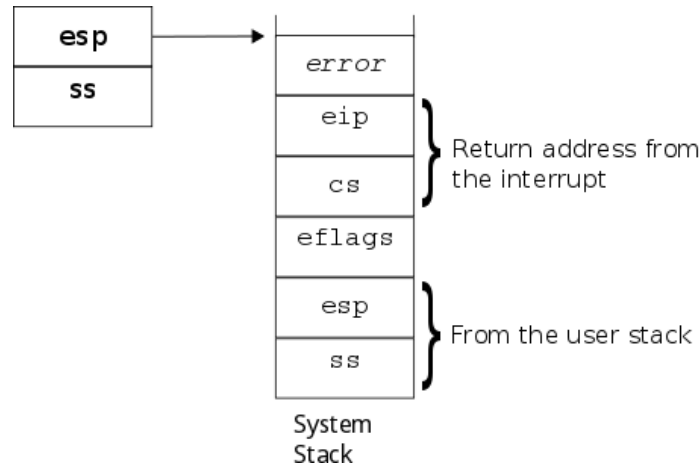 esp
ss
error
eip
cs
eflags
esp
ss
Return address from
the interrupt
From the user stack
System
Stack